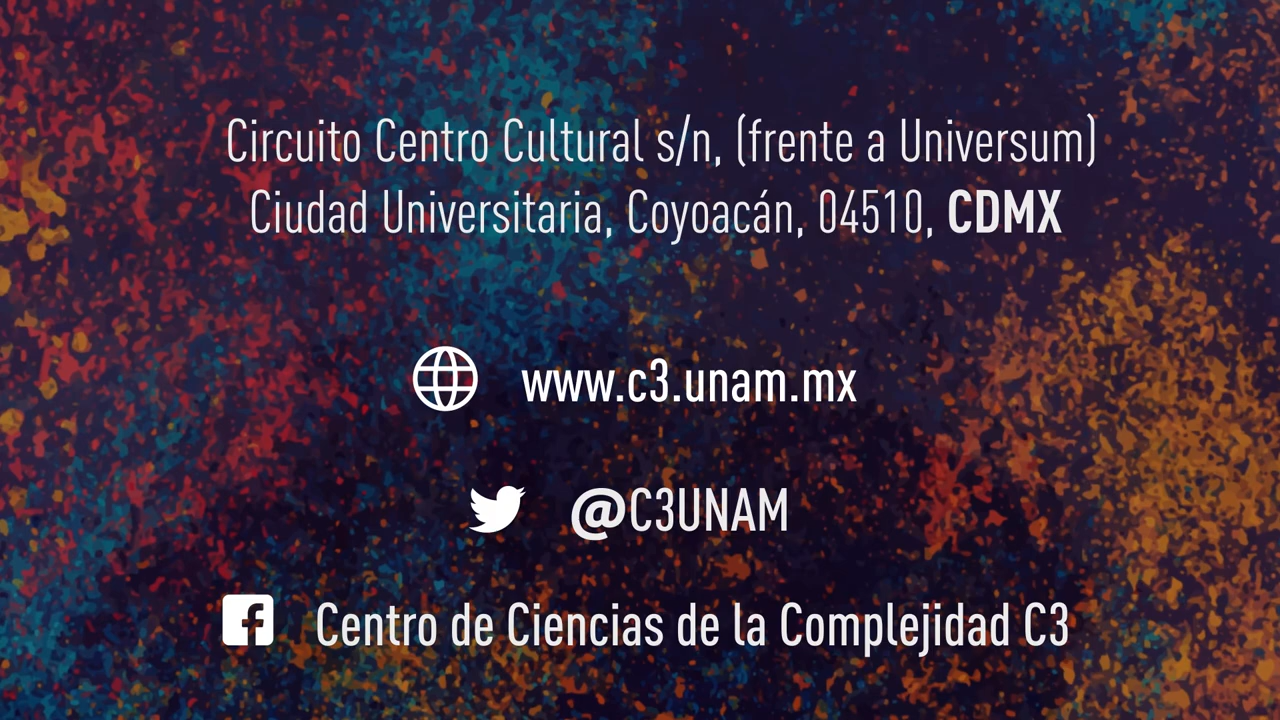 Circuito Centro Cultural s/n, (frente a Universum)
Ciudad Universitaria, Coyoacán, 04510, CDMX
www.c3.unam.mx
@C3UNAM
Centro de Ciencias de la Complejidad C3